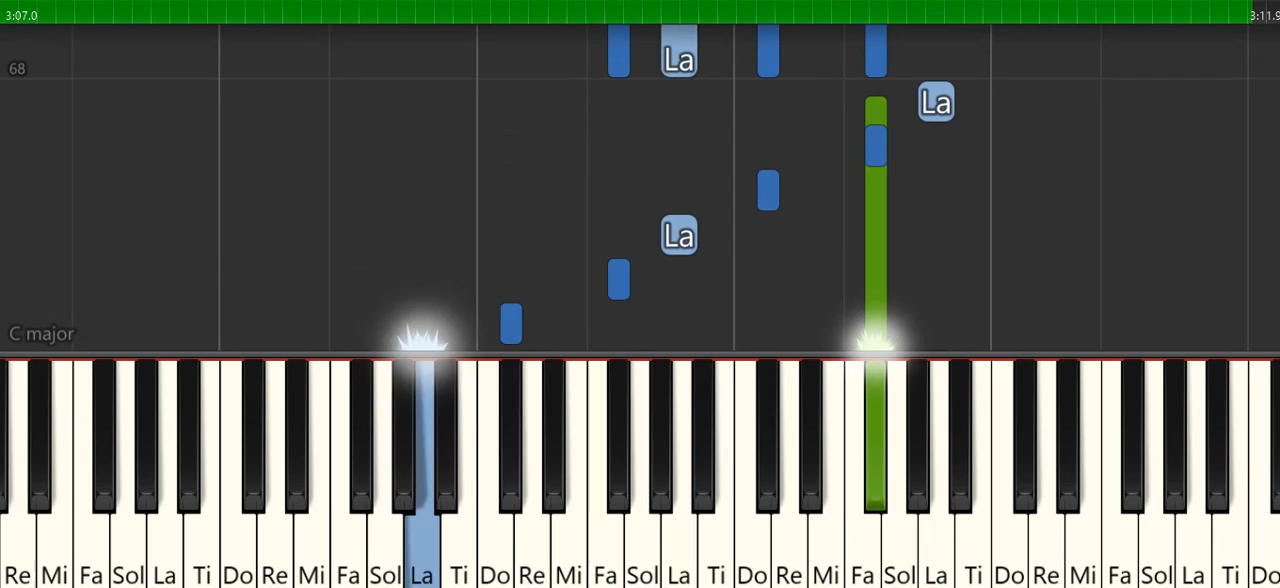 3:07.0 3:11.9
68 La
La
La
C major
Re Mi Fa Sol La Ti Do Re Mi Fa Sol La Ti Do Re Mi Fa Sol La Ti Do Re Mi Fa Sol La Ti Do Re Mi Fa Sol La Ti Do